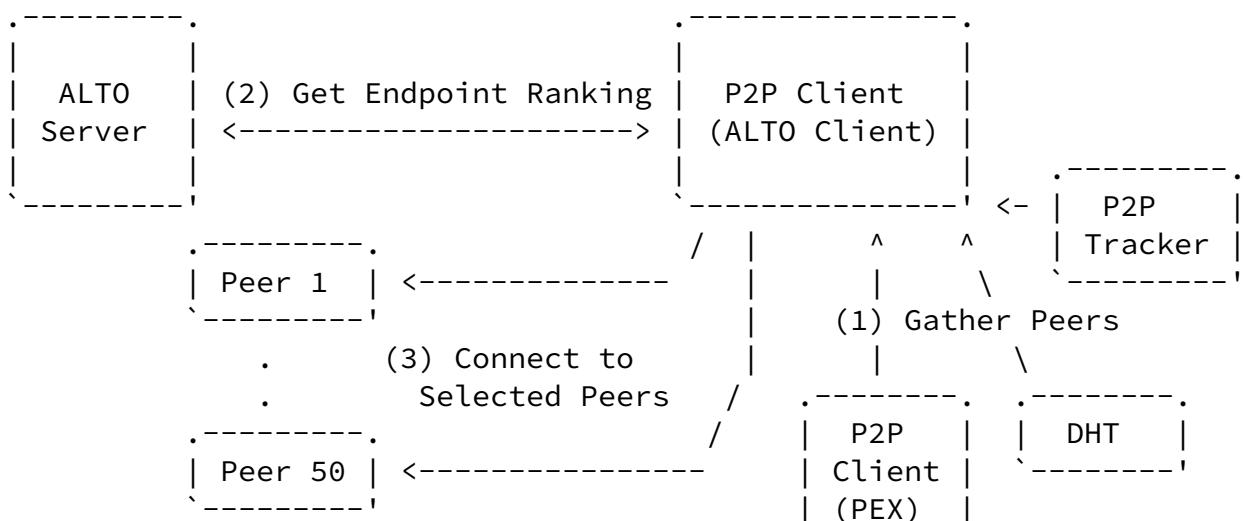 .---------.                           .---------------.
|         |                           |               |
|  ALTO   | (2) Get Endpoint Ranking  |  P2P Client   |
| Server  | <----------------------> | (ALTO Client) |
|         |                           |               |     .---------.
`---------'                           `---------------' <- |   P2P   |
          .---------.                  /  |      ^    ^    | Tracker |
          | Peer 1  | <--------------     |      |     \   `---------'
          `---------'                     |    (1) Gather Peers
              .      (3) Connect to       |      |       \
              .        Selected Peers    /   .--------.  .--------.
          .---------.                   /    |  P2P   |  |  DHT   |
          | Peer 50 | <----------------      | Client |  `--------'
          `---------'                        | (PEX)  |